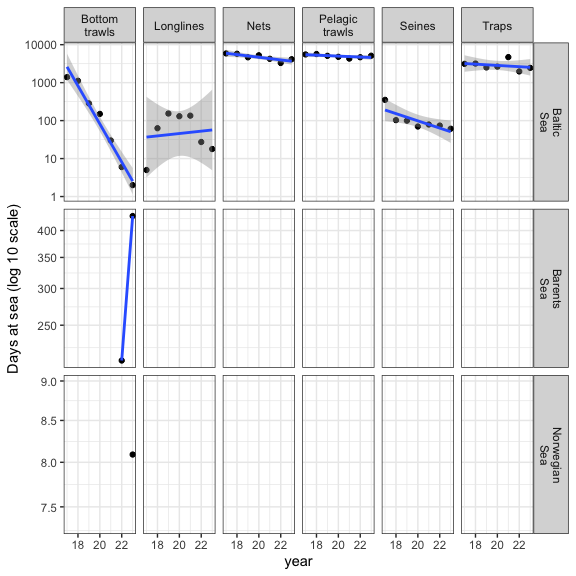 Bottom
trawls
Longlines
Nets
Pelagic
trawls
Seines
Traps
10000
1000
100
10
1
Baltic
Sea
400
350
300
250
Barents
Sea
9.0
8.5
8.0
7.5
Norwegian
Sea
18 20 22 18 20 22 18 20 22 18 20 22 18 20 22 18 20 22
year
Days at sea (log 10 scale)